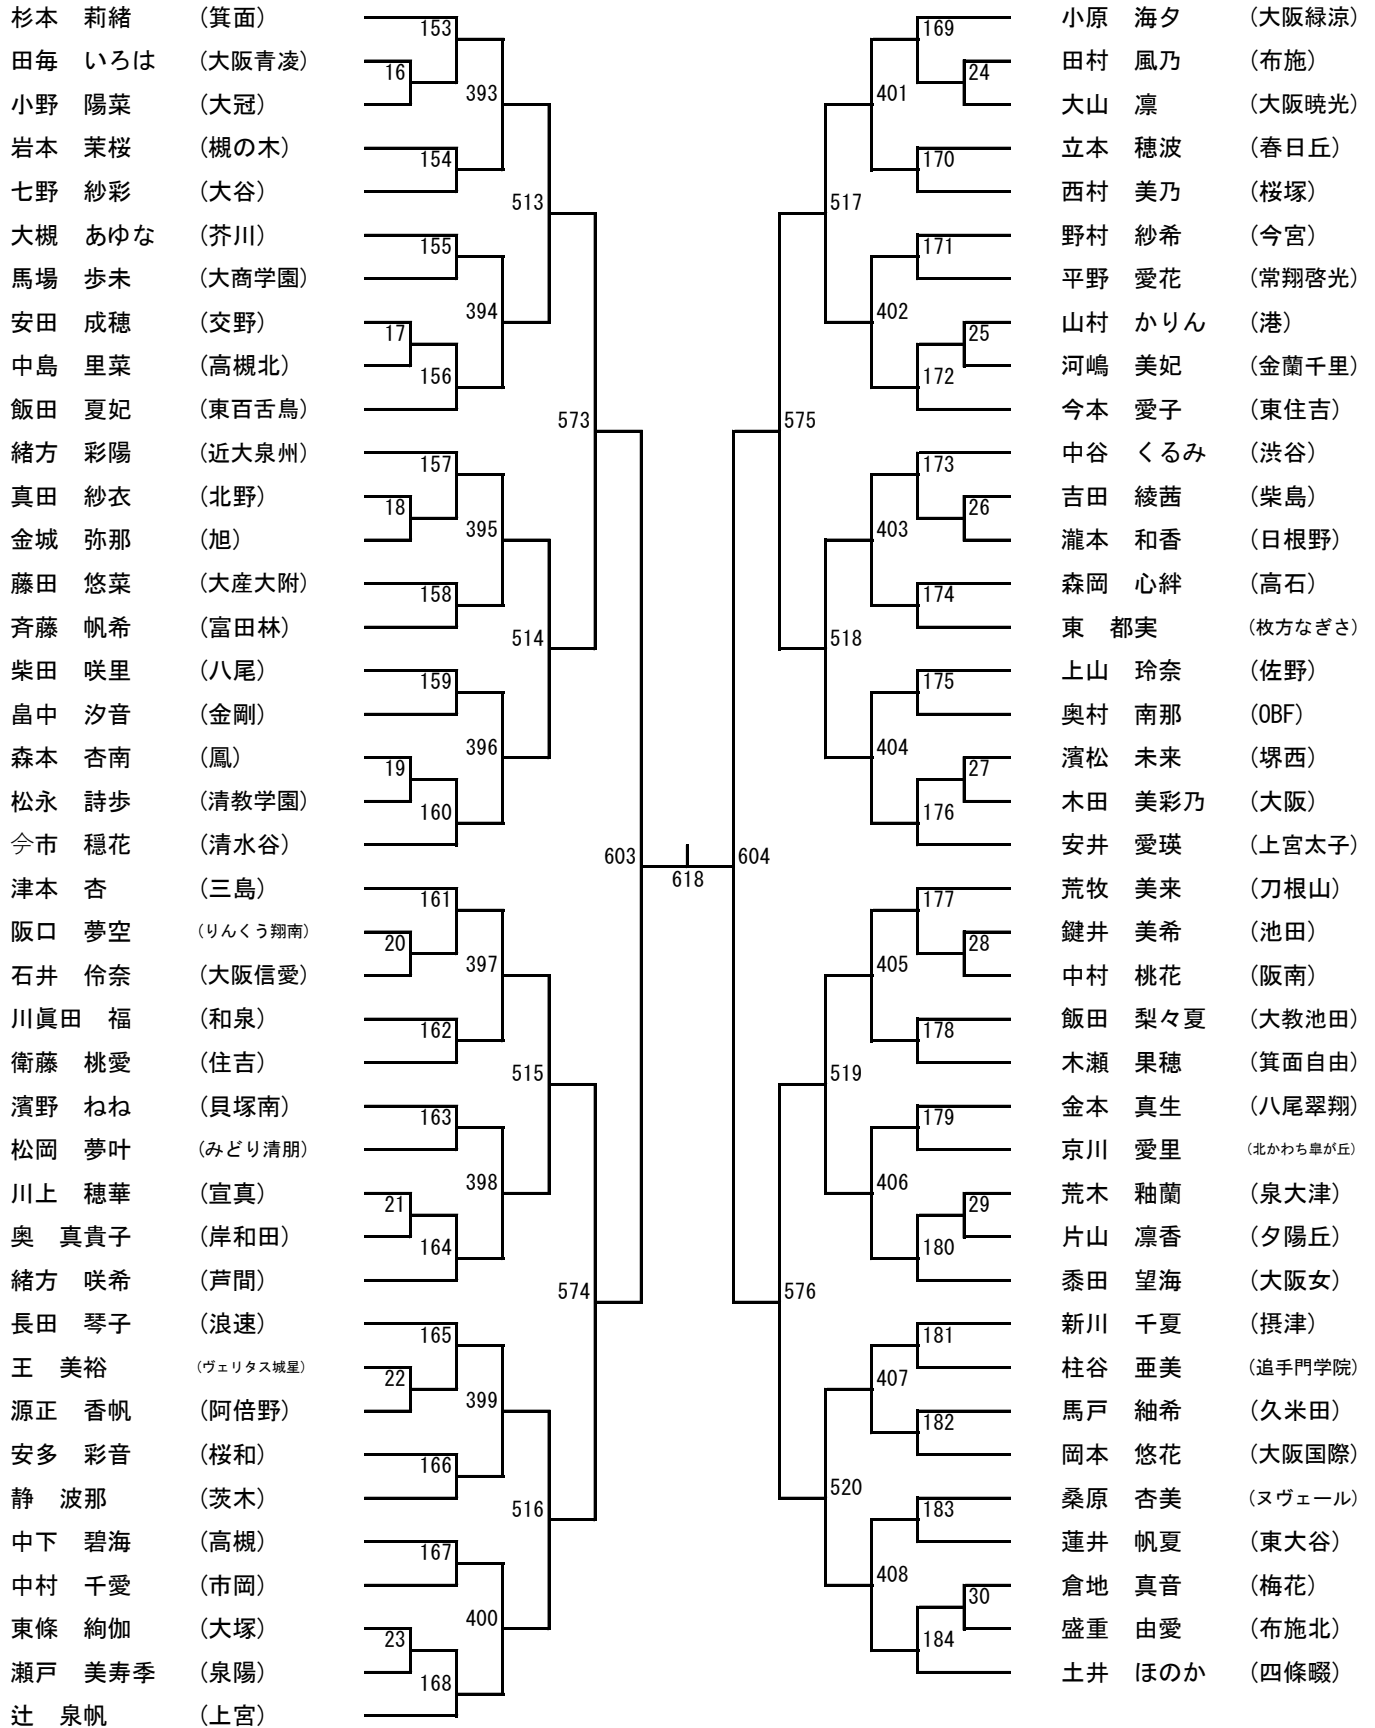 杉本　莉緒　（箕面）
田毎　いろは　（大阪青凌）
小野　陽菜　（大冠）
岩本　茉桜　（槻の木）
七野　紗彩　（大谷）
大槻　あゆな　（芥川）
馬場　歩未　（大商学園）
安田　成穂　（交野）
中島　里菜　（高槻北）
飯田　夏妃　（東百舌鳥）
緒方　彩陽　（近大泉州）
真田　紗衣　（北野）
金城　弥那　（旭）
藤田　悠菜　（大産大附）
斉藤　帆希　（富田林）
柴田　咲里　（八尾）
畠中　汐音　（金剛）
森本　杏南　（鳳）
松永　詩歩　（清教学園）
今市　穏花　（清水谷）
津本　杏　（三島）
阪口　夢空　（りんくう翔南）
石井　伶奈　（大阪信愛）
川眞田　福　（和泉）
衛藤　桃愛　（住吉）
濱野　ねね　（貝塚南）
松岡　夢叶　（みどり清朋）
川上　穂華　（宣真）
奥　真貴子　（岸和田）
緒方　咲希　（芦間）
長田　琴子　（浪速）
王　美裕　（ヴェリタス城星）
源正　香帆　（阿倍野）
安多　彩音　（桜和）
静　波那　（茨木）
中下　碧海　（高槻）
中村　千愛　（市岡）
東條　絢伽　（大塚）
瀬戸　美寿季　（泉陽）
辻　泉帆　（上宮）
153
16
393
154
513
155
394
17
156
573
157
18
395
158
514
159
396
19
160
603
161
20
397
162
515
163
398
21
164
574
165
22
399
166
516
167
400
23
168
618
169
24
401
170
517
171
402
25
172
575
173
26
403
174
518
175
404
27
176
604
177
28
405
178
519
179
406
29
180
576
181
407
182
520
183
408
30
184
小原　海夕　（大阪緑涼）
田村　風乃　（布施）
大山　凛　（大阪暁光）
立本　穂波　（春日丘）
西村　美乃　（桜塚）
野村　紗希　（今宮）
平野　愛花　（常翔啓光）
山村　かりん　（港）
河嶋　美妃　（金蘭千里）
今本　愛子　（東住吉）
中谷　くるみ　（渋谷）
吉田　綾茜　（柴島）
瀧本　和香　（日根野）
森岡　心絆　（高石）
東　都実　（枚方なぎさ）
上山　玲奈　（佐野）
奥村　南那　（OBF）
濱松　未来　（堺西）
木田　美彩乃　（大阪）
安井　愛瑛　（上宮太子）
荒牧　美来　（刀根山）
鍵井　美希　（池田）
中村　桃花　（阪南）
飯田　梨々夏　（大教池田）
木瀬　果穂　（箕面自由）
金本　真生　（八尾翠翔）
京川　愛里　（北かわち皐が丘）
荒木　釉蘭　（泉大津）
片山　凛香　（夕陽丘）
黍田　望海　（大阪女）
新川　千夏　（摂津）
柱谷　亜美　（追手門学院）
馬戸　紬希　（久米田）
岡本　悠花　（大阪国際）
桑原　杏美　（ヌヴェール）
蓮井　帆夏　（東大谷）
倉地　真音　（梅花）
盛重　由愛　（布施北）
土井　ほのか　（四條畷）